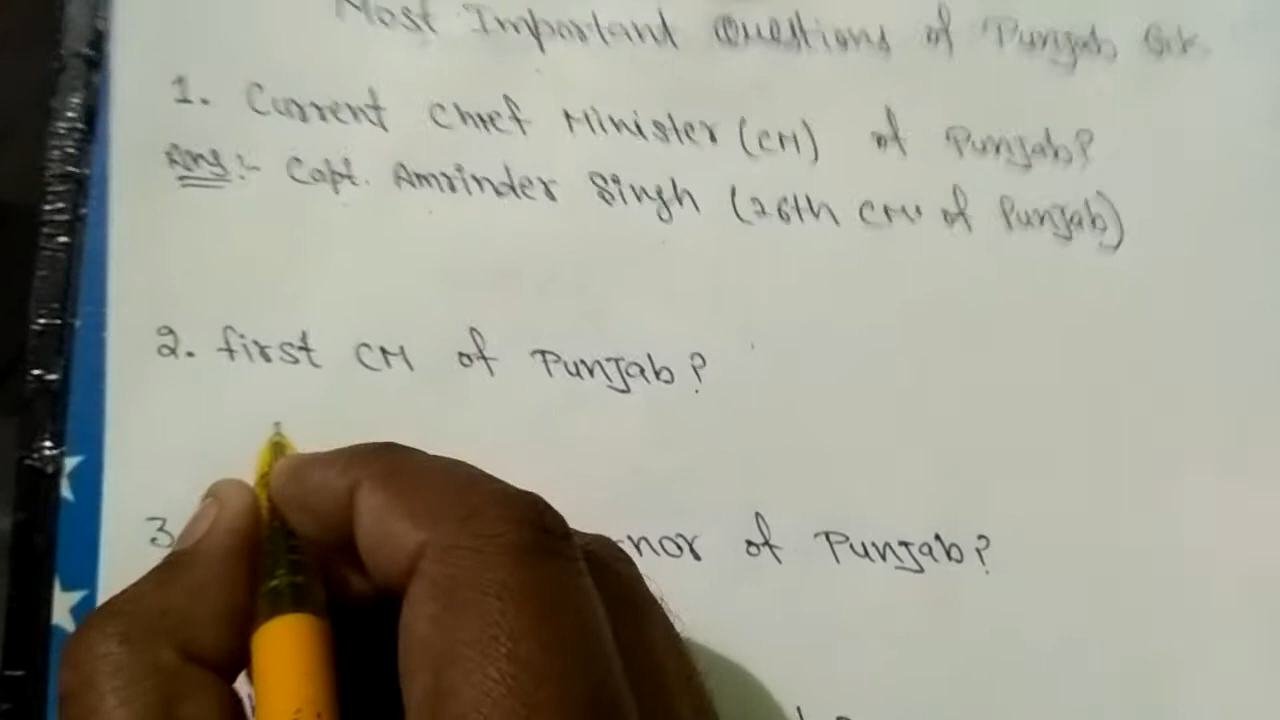 Most Important Questions of Punjab G.K
1. Current Chief Minister (CM) of Punjab?
Ans:- Capt. Amrinder Singh (26th CM of Punjab)
2. first CM of Punjab?
3. nor of Punjab?